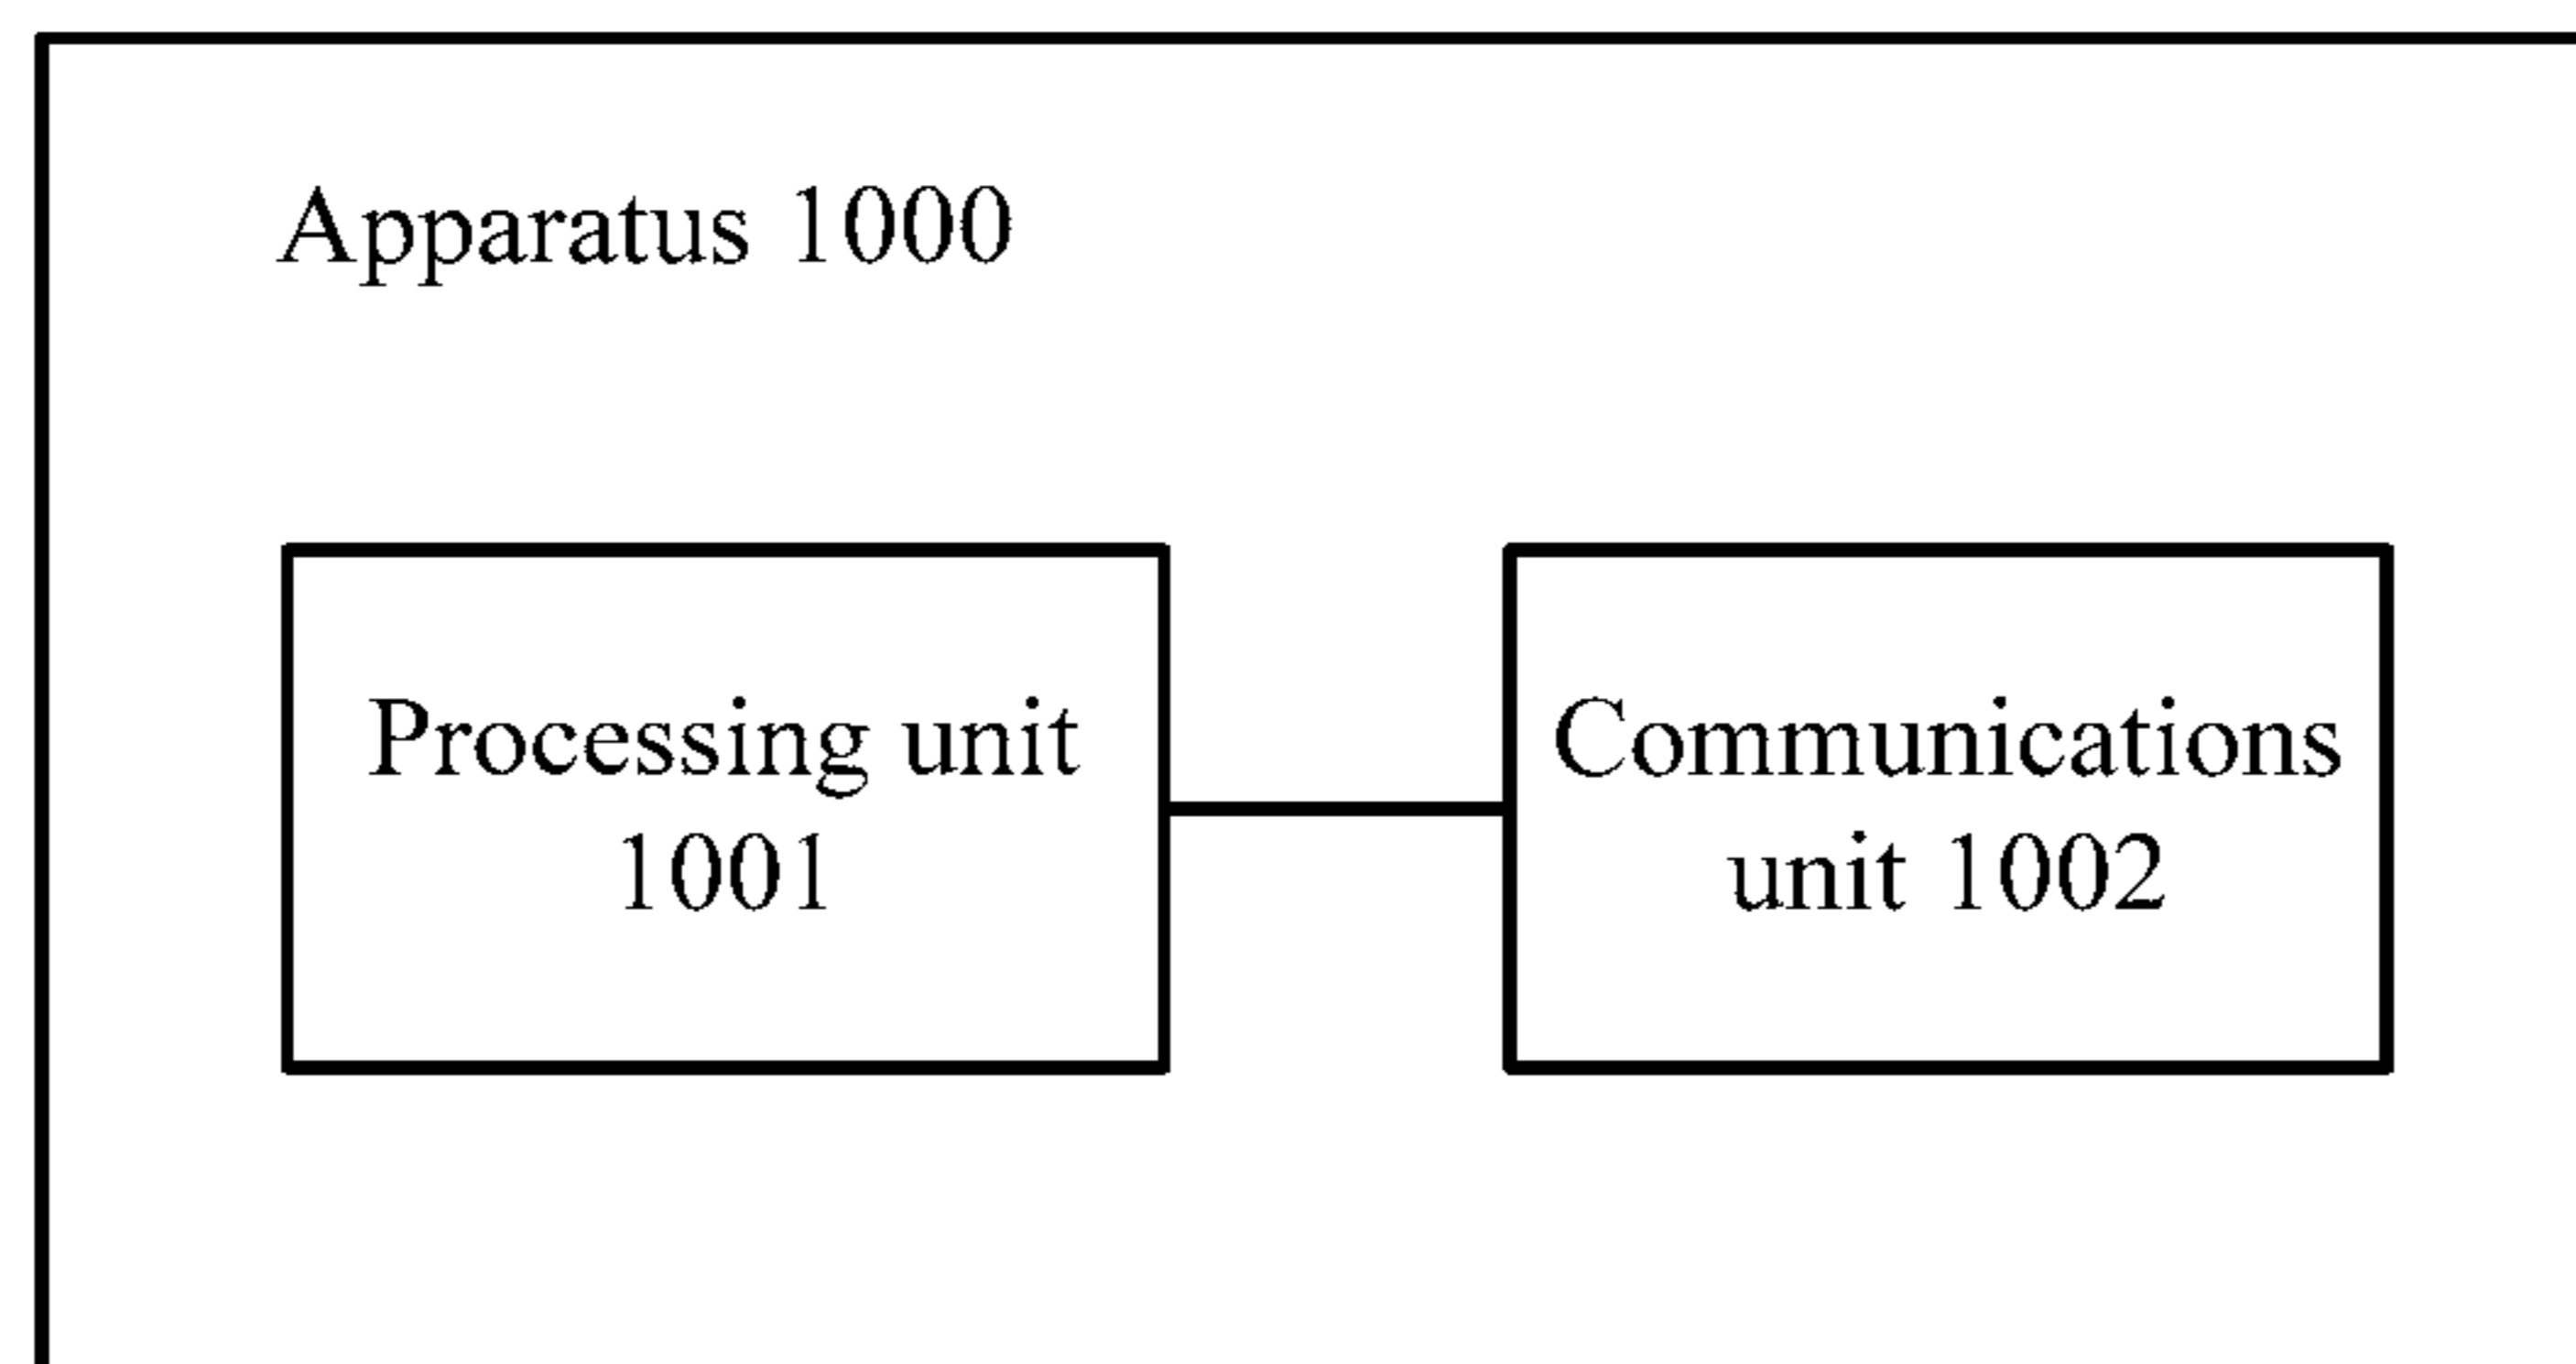 Apparatus 1000
Processing unit
1001
Communications
unit 1002